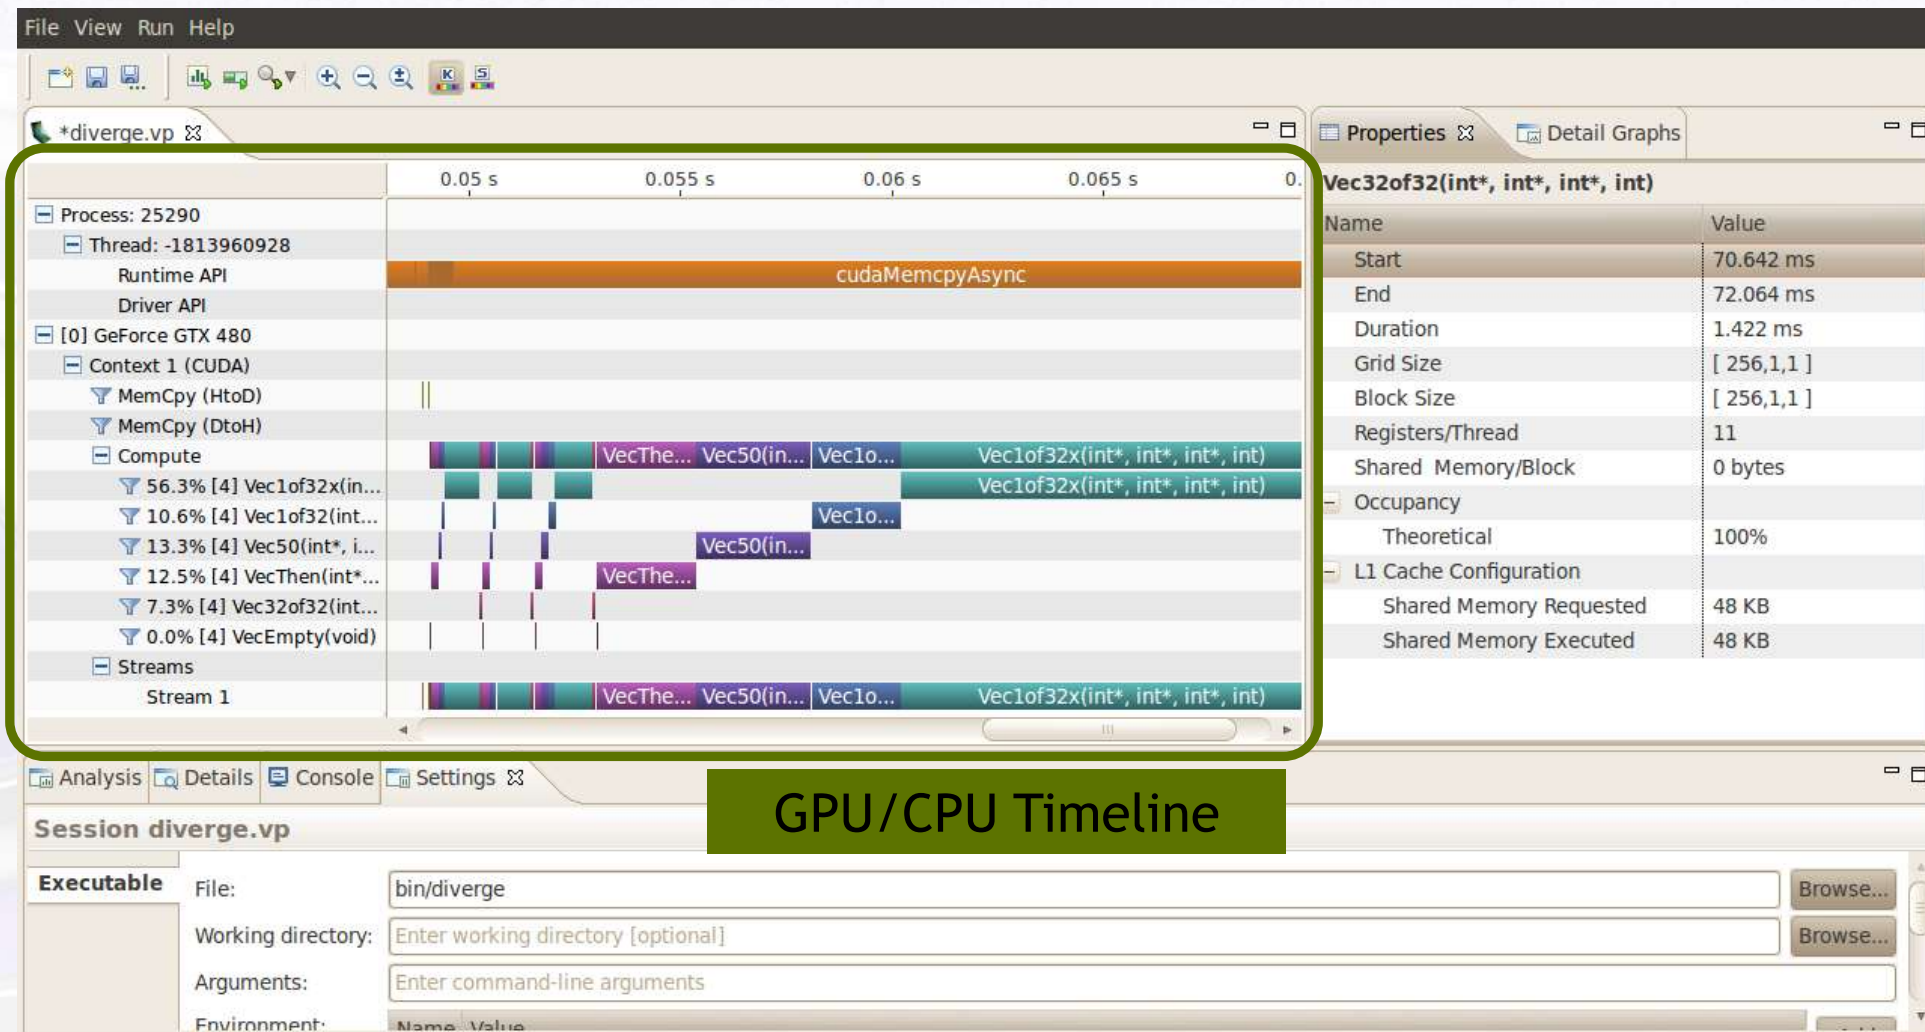 File View Run Help
*diverge.vp
Properties Detail Graphs
0.05 s 0.055 s 0.06 s 0.065 s 0.
Vec32of32(int*, int*, int*, int)
Name Value
Process: 25290
Thread: -1813960928
Start 70.642 ms
Runtime API cudaMemcpyAsync
End 72.064 ms
Driver API
Duration 1.422 ms
[0] GeForce GTX 480
Grid Size [ 256,1,1 ]
Context 1 (CUDA)
MemCpy (HtoD)
Block Size [ 256,1,1 ]
MemCpy (DtoH)
Registers/Thread 11
Compute VecThe... Vec50(in... Vec1o... Vec1of32x(int*, int*, int*, int)
Shared Memory/Block 0 bytes
56.3% [4] Vec1of32x(in... Vec1of32x(int*, int*, int*, int)
Occupancy
10.6% [4] Vec1of32(int... Vec1o...
Theoretical 100%
13.3% [4] Vec50(int*, i... Vec50(in...
L1 Cache Configuration
12.5% [4] VecThen(int*... VecThe...
Shared Memory Requested 48 KB
7.3% [4] Vec32of32(int...
Shared Memory Executed 48 KB
0.0% [4] VecEmpty(void)
Streams
Stream 1 VecThe... Vec50(in... Vec1o... Vec1of32x(int*, int*, int*, int)
Analysis Details Console Settings
GPU/CPU Timeline
Session diverge.vp
Executable File: bin/diverge Browse...
Working directory: Enter working directory [optional] Browse...
Arguments: Enter command-line arguments
Environment: Name Value